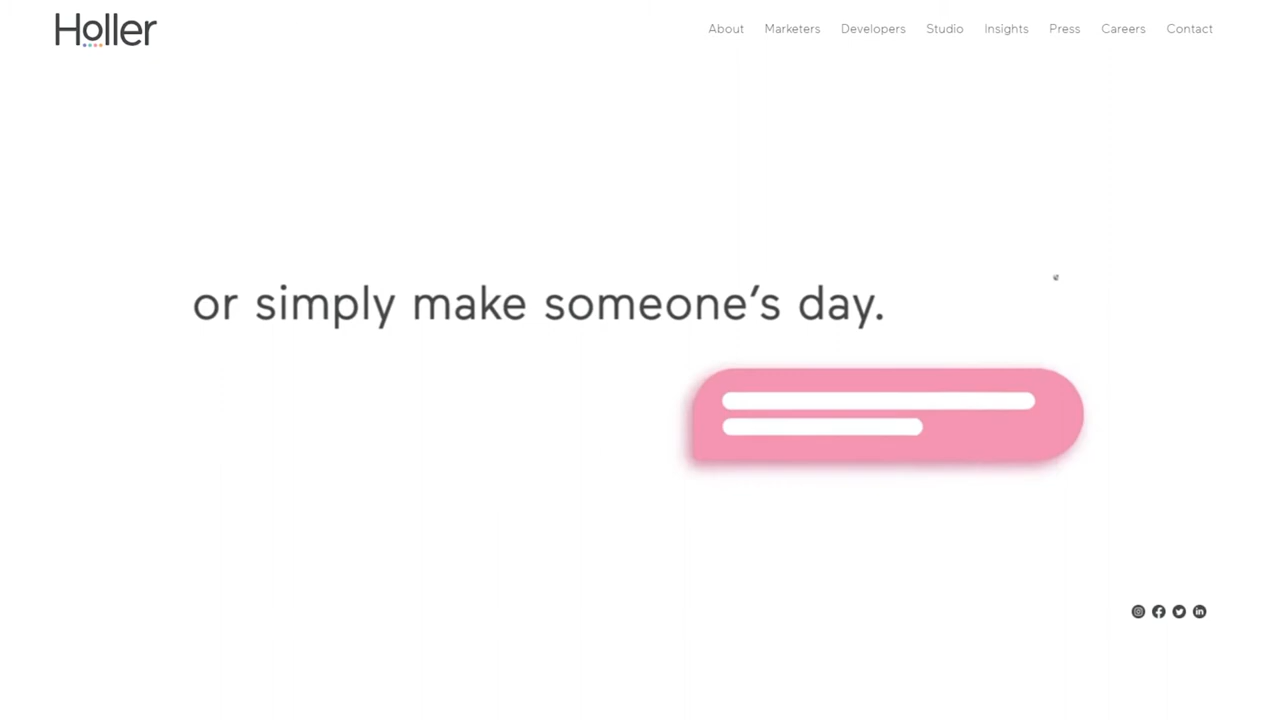 Holler
About Marketers Developers Studio Insights Press Careers Contact
or simply make someone’s day.